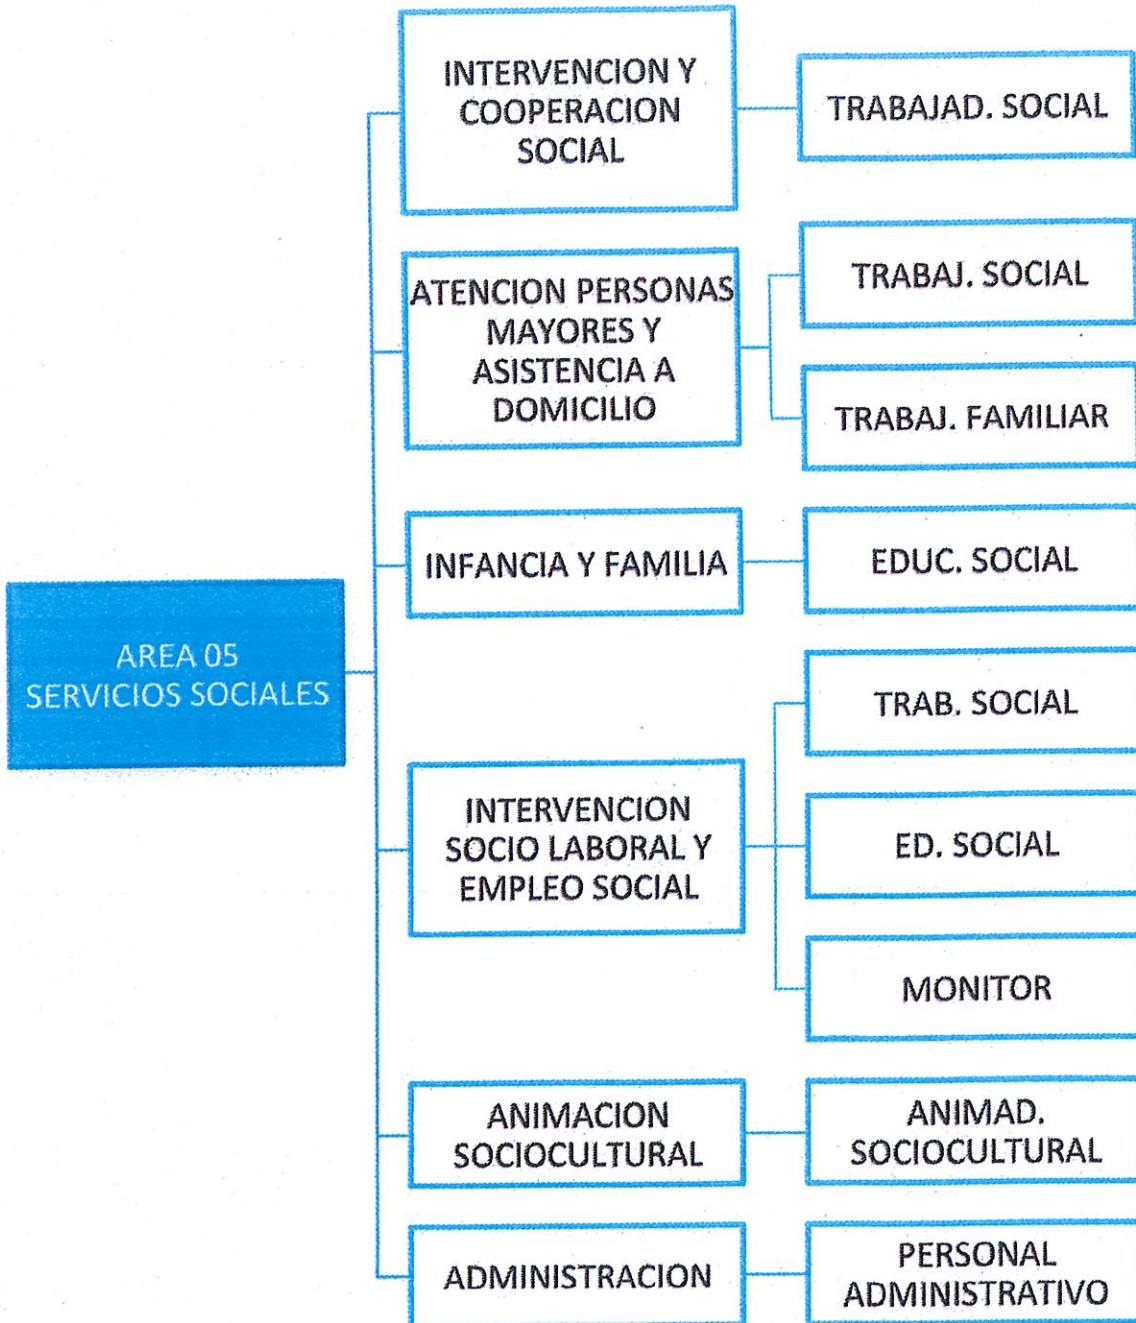 AREA 05
SERVICIOS SOCIALES
INTERVENCION Y
COOPERACION
SOCIAL
TRABAJAD. SOCIAL
ATENCION PERSONAS
MAYORES Y
ASISTENCIA A
DOMICILIO
TRABAJ. SOCIAL
TRABAJ. FAMILIAR
INFANCIA Y FAMILIA
EDUC. SOCIAL
INTERVENCION
SOCIO LABORAL Y
EMPLEO SOCIAL
TRAB. SOCIAL
ED. SOCIAL
MONITOR
ANIMACION
SOCIOCULTURAL
ANIMAD.
SOCIOCULTURAL
ADMINISTRACION
PERSONAL
ADMINISTRATIVO